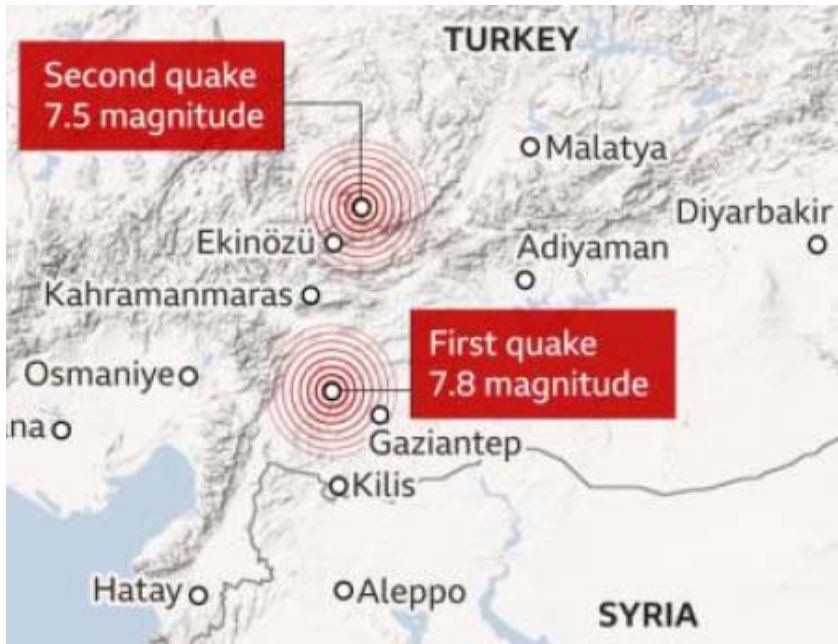 TURKEY
Second quake
7.5 magnitude
Malatya
Diyarbakir
Ekinözü
Adiyaman
Kahramanmaras
First quake
7.8 magnitude
Osmaniye
na
Gaziantep
Kilis
Hatay
Aleppo
SYRIA